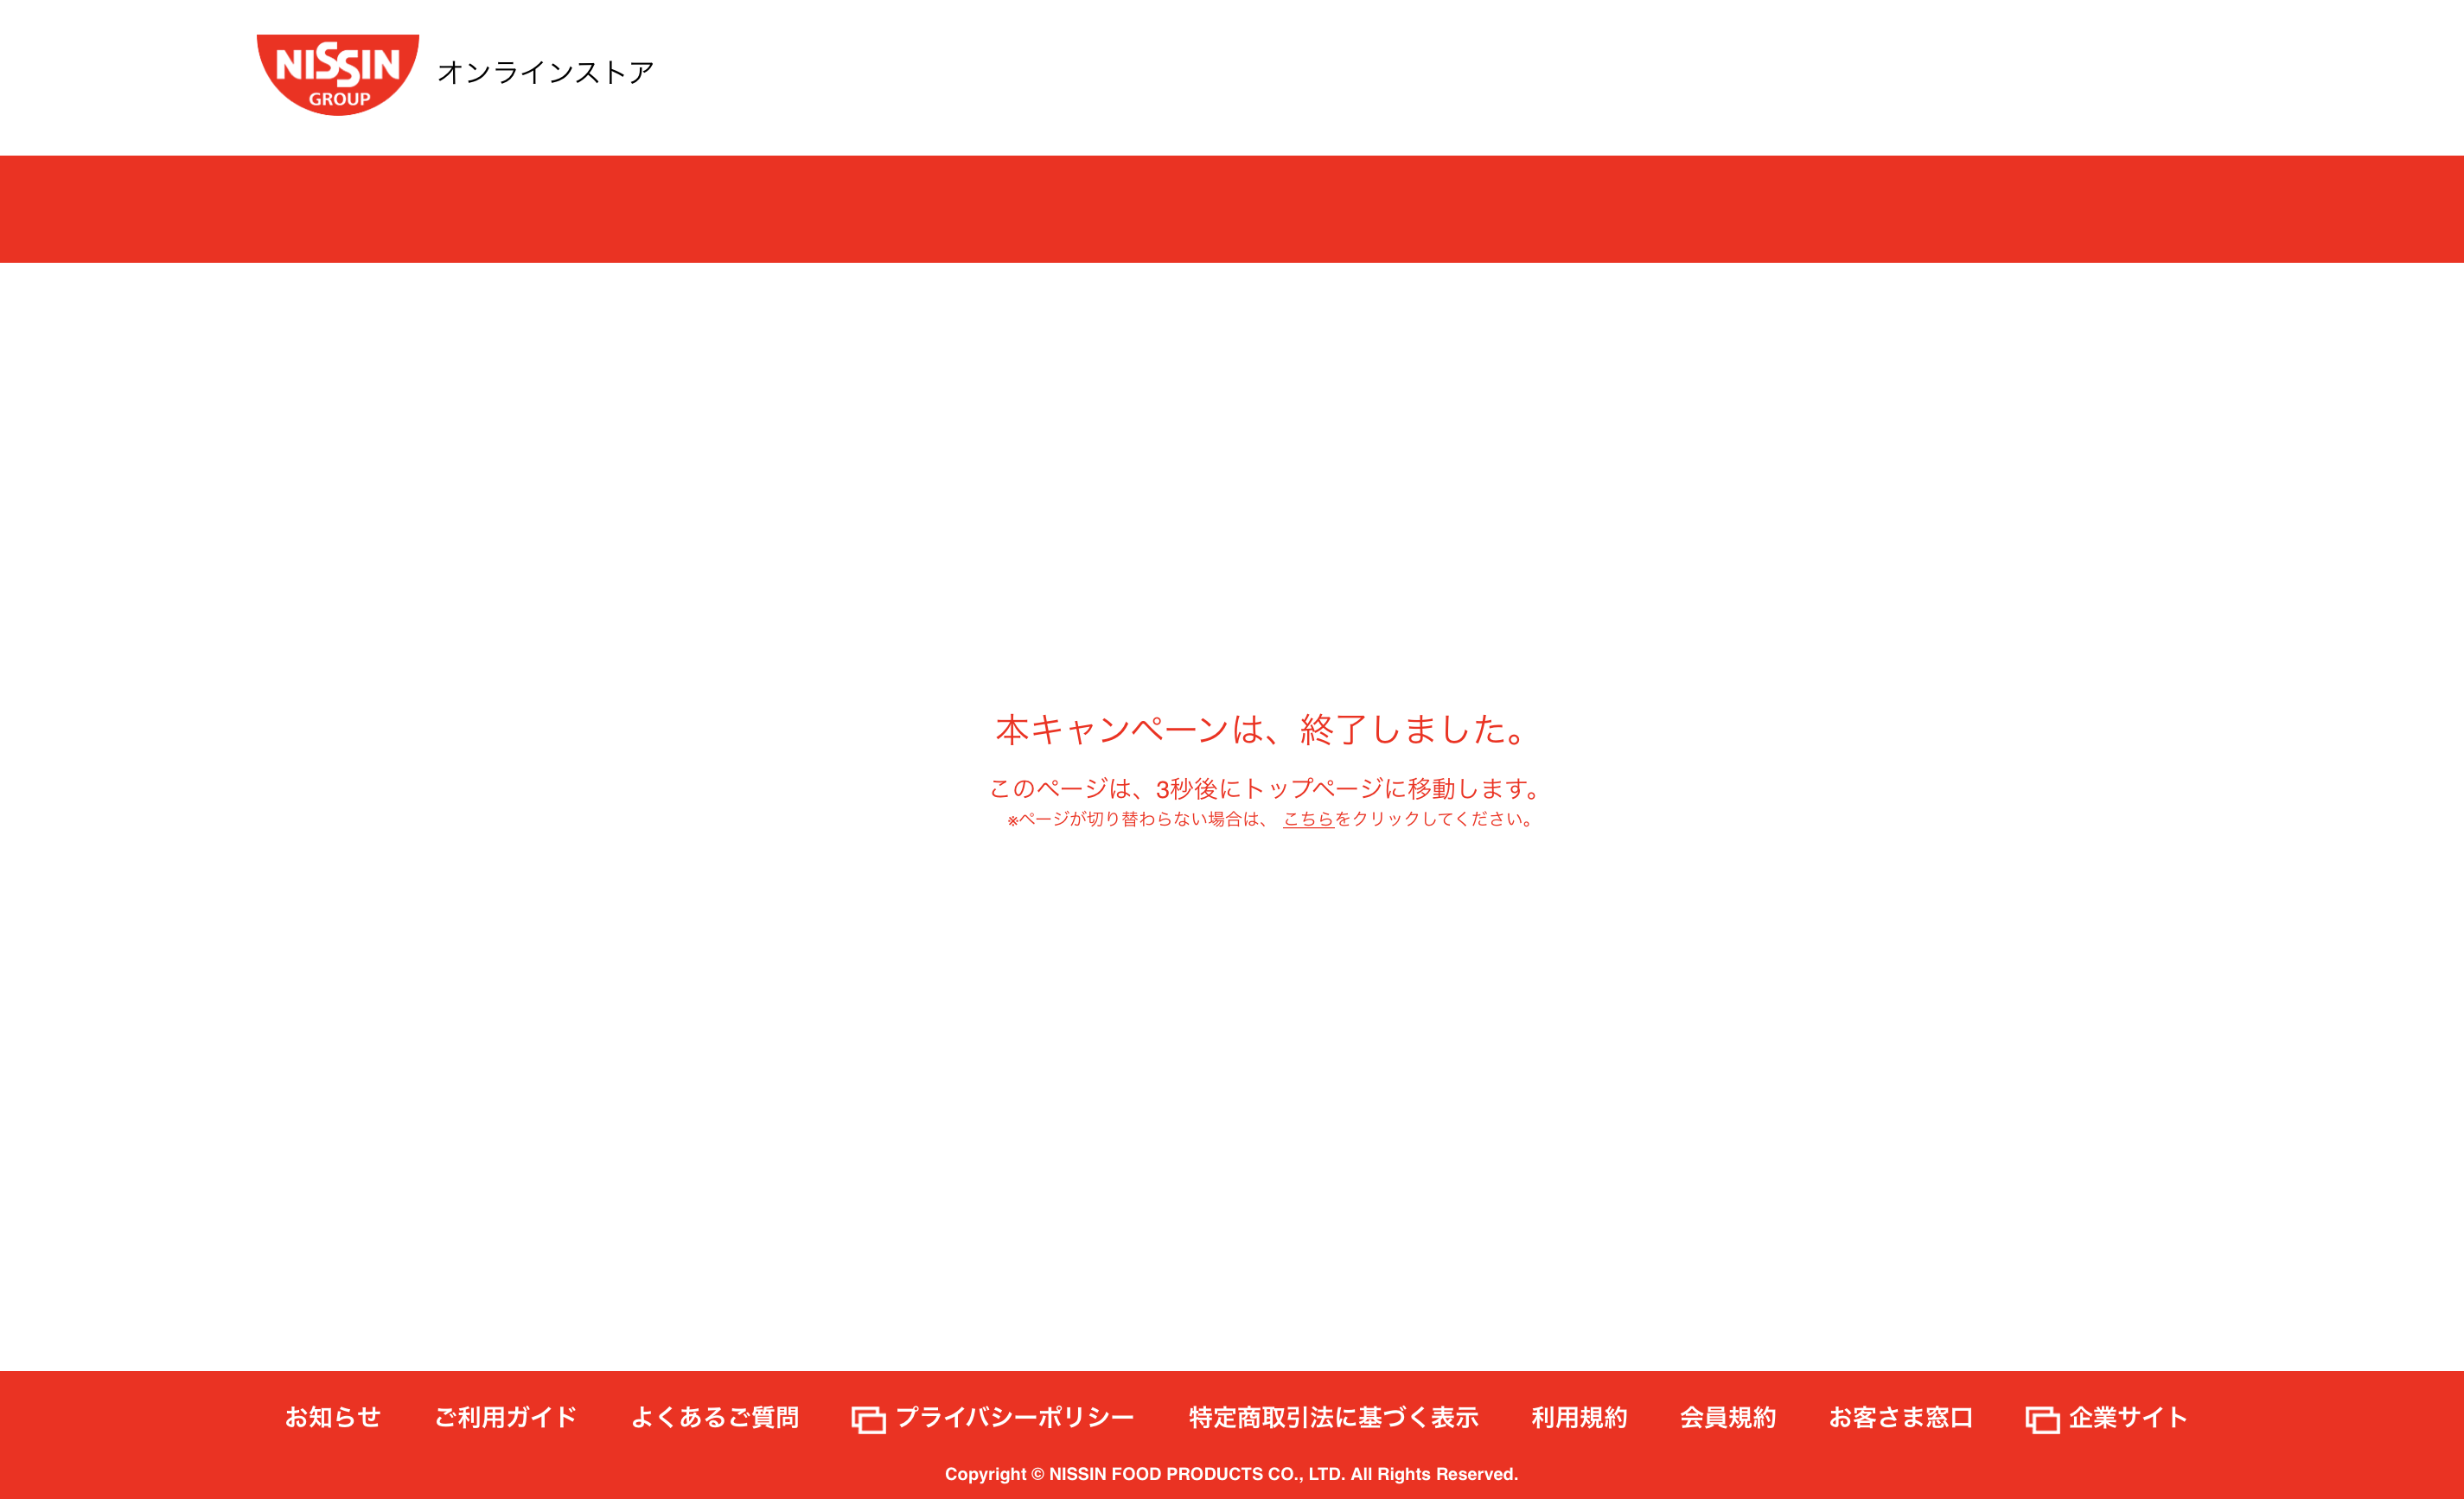 NISSIN
GROUP
オンラインストア
本キャンペーンは、終了しました。
このページは、3秒後にトップページに移動します。
※ページが切り替わらない場合は、 こちらをクリックしてください。
お知らせ ご利用ガイド よくあるご質問 プライバシーポリシー 特定商取引法に基づく表示 利用規約 会員規約 お客さま窓口 企業サイト
Copyright © NISSIN FOOD PRODUCTS CO., LTD. All Rights Reserved.